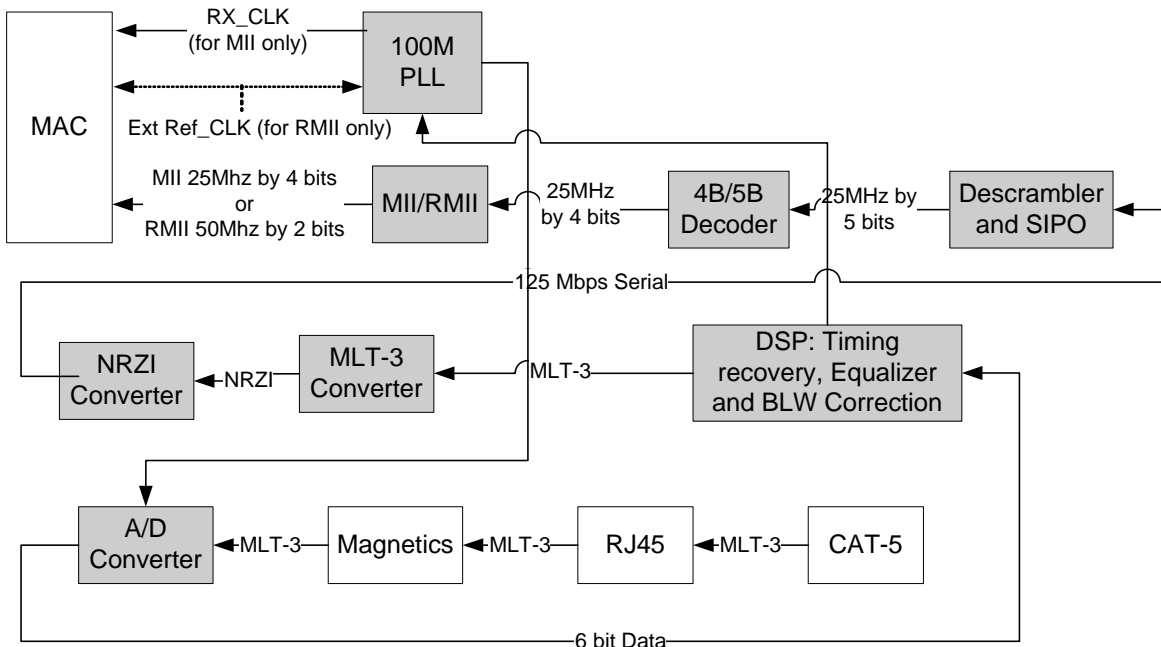 RX_CLK
(for MII only)
100M
PLL
MAC
Ext Ref_CLK (for RMII only)
MII 25Mhz by 4 bits
or
RMII 50Mhz by 2 bits
MII/RMII
25MHz
by 4 bits
4B/5B
Decoder
25MHz by
5 bits
Descrambler
and SIPO
125 Mbps Serial
NRZI
Converter
NRZI
MLT-3
Converter
MLT-3
DSP: Timing
recovery, Equalizer
and BLW Correction
A/D
Converter
MLT-3
Magnetics
MLT-3
RJ45
MLT-3
CAT-5
6 bit Data